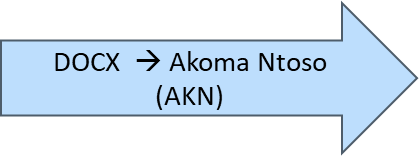 DOCX → Akoma Ntoso
(AKN)